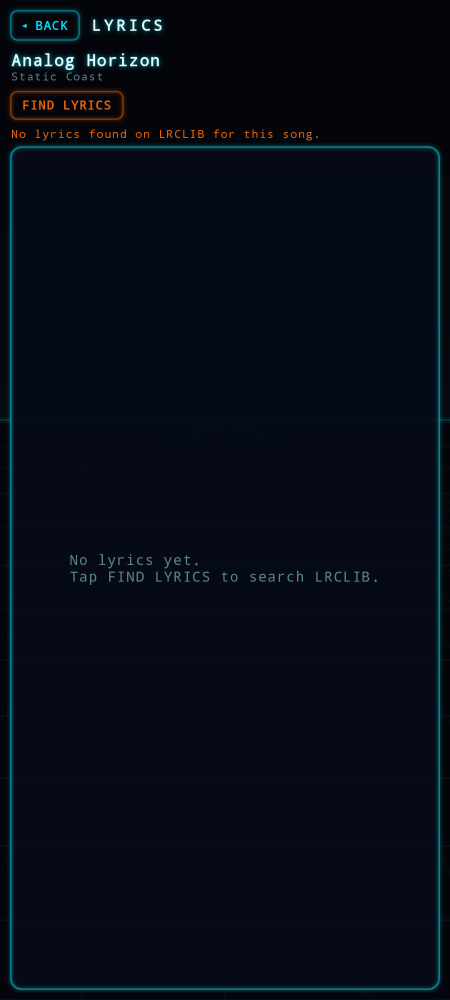 ◂ BACK LYRICS
Analog Horizon
Static Coast
FIND LYRICS
No lyrics found on LRCLIB for this song.
No lyrics yet.
Tap FIND LYRICS to search LRCLIB.